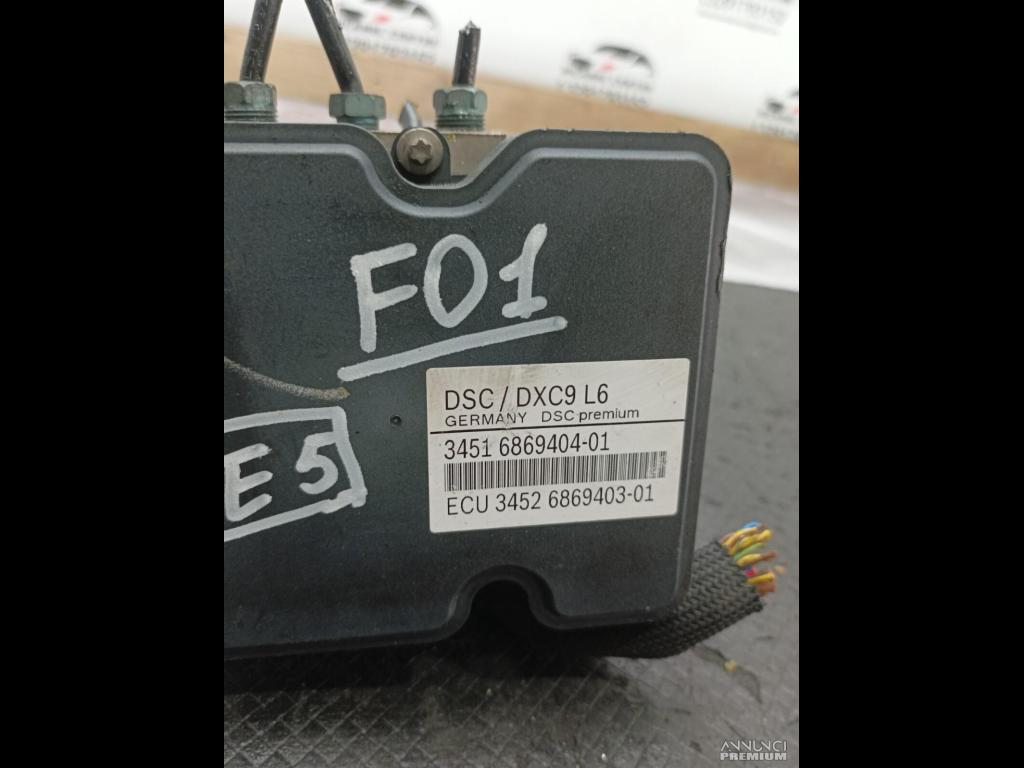 F01
DSC / DXC9 L6
GERMANY DSC premium
3451 6869404-01
E5
ECU 3452 6869403-01
ANNUNCI
PREMIUM